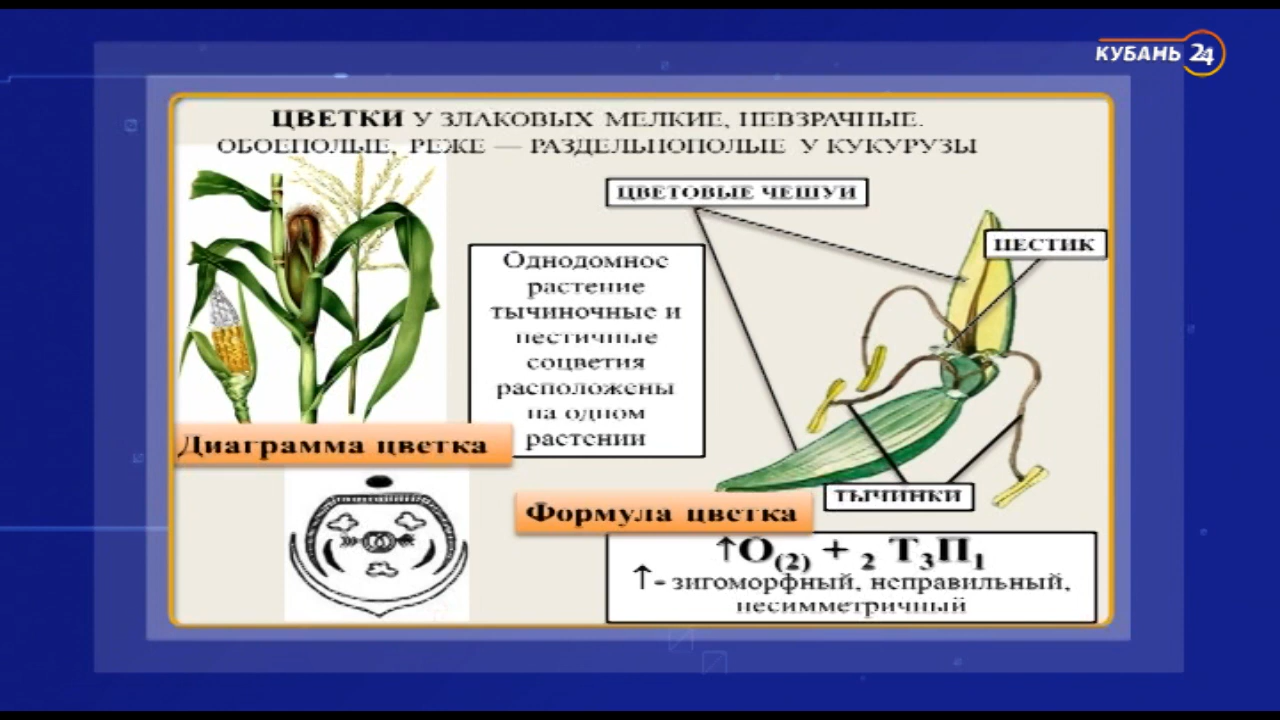 КУБАНЬ 24
ЦВЕТКИ У ЗЛАКОВЫХ МЕЛКИЕ, НЕВЗРАЧНЫЕ.
ОБОЕПОЛЫЕ, РЕЖЕ — РАЗДЕЛЬНОПОЛЫЕ У КУКУРУЗЫ
ЦВЕТОВЫЕ ЧЕШУИ
ПЕСТИК
Однодомное
растение
тычиночные и
пестичные
соцветия
расположены
на одном
растении
Диаграмма цветка
ТЫЧИНКИ
Формула цветка
↑О(2) + 2 Т3П1
↑- зигоморфный, неправильный,
несимметричный